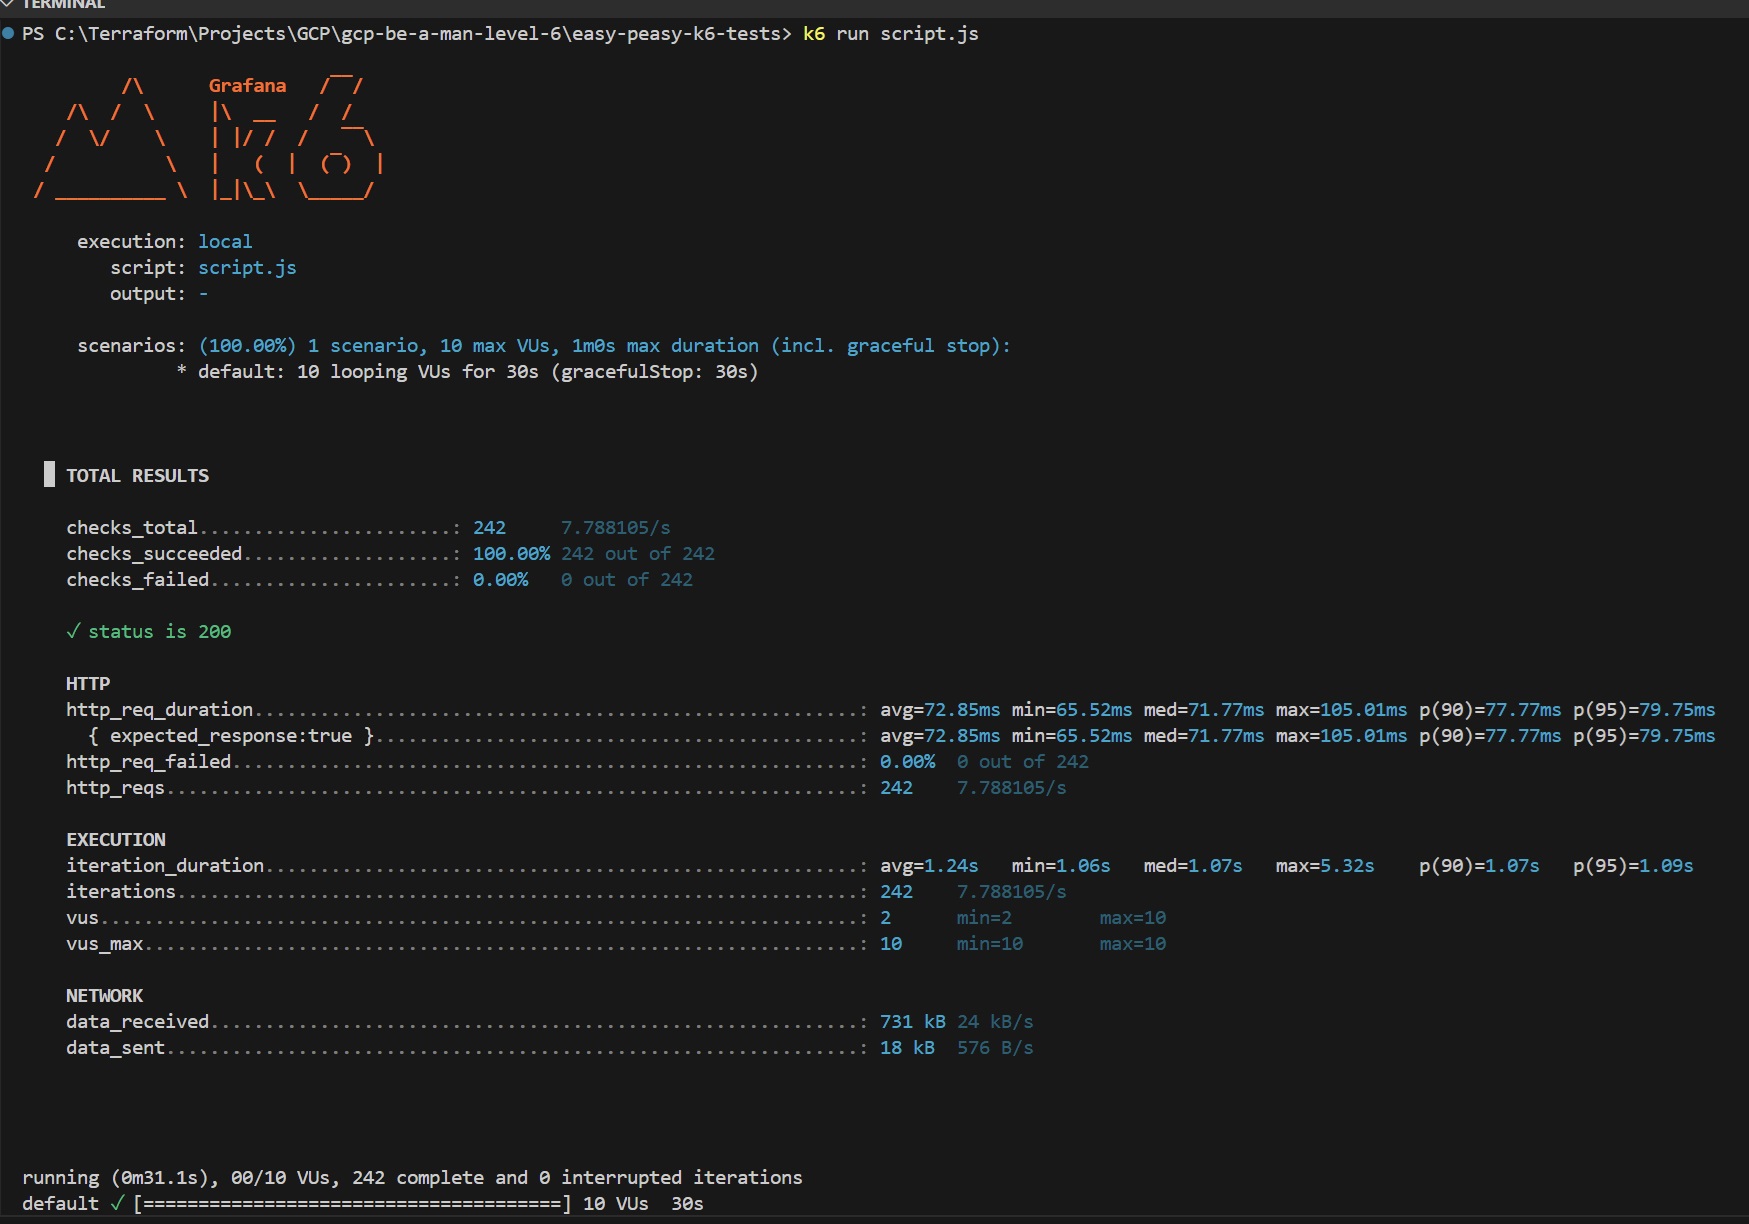 TERMINAL
PS C:\Terraform\Projects\GCP\gcp-be-a-man-level-6\easy-peasy-k6-tests> k6 run script.js
Grafana
execution: local
script: script.js
output: -
scenarios: (100.00%) 1 scenario, 10 max VUs, 1m0s max duration (incl. graceful stop):
* default: 10 looping VUs for 30s (gracefulStop: 30s)
TOTAL RESULTS
checks_total.......................: 242 7.788105/s
checks_succeeded...................: 100.00% 242 out of 242
checks_failed......................: 0.00% 0 out of 242
✓ status is 200
HTTP
http_req_duration.......................................................: avg=72.85ms min=65.52ms med=71.77ms max=105.01ms p(90)=77.77ms p(95)=79.75ms
{ expected_response:true }............................................: avg=72.85ms min=65.52ms med=71.77ms max=105.01ms p(90)=77.77ms p(95)=79.75ms
http_req_failed.........................................................: 0.00% 0 out of 242
http_reqs...............................................................: 242 7.788105/s
EXECUTION
iteration_duration......................................................: avg=1.24s min=1.06s med=1.07s max=5.32s p(90)=1.07s p(95)=1.09s
iterations..............................................................: 242 7.788105/s
vus.....................................................................: 2 min=2 max=10
vus_max.................................................................: 10 min=10 max=10
NETWORK
data_received...........................................................: 731 kB 24 kB/s
data_sent...............................................................: 18 kB 576 B/s
running (0m31.1s), 00/10 VUs, 242 complete and 0 interrupted iterations
default ✓ [======================================] 10 VUs 30s